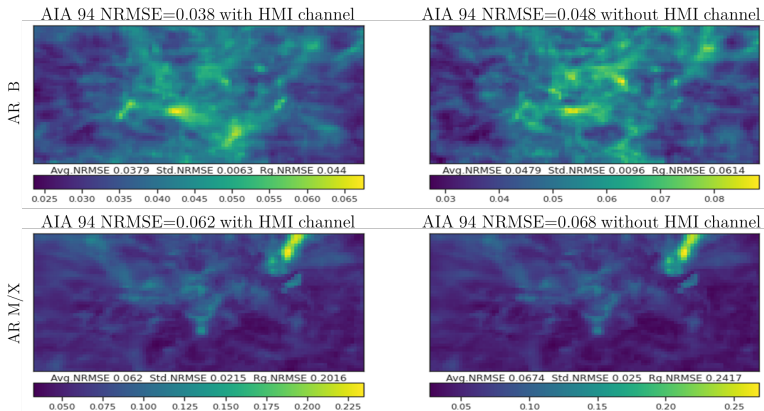 AIA 94 NRMSE=0.038 with HMI channel
AIA 94 NRMSE=0.048 without HMI channel
AR B
Avg.NRMSE 0.0379 Std.NRMSE 0.0063 Rg.NRMSE 0.044
Avg.NRMSE 0.0479 Std.NRMSE 0.0096 Rg.NRMSE 0.0614
0.025 0.030 0.035 0.040 0.045 0.050 0.055 0.060 0.065
0.03 0.04 0.05 0.06 0.07 0.08
AIA 94 NRMSE=0.062 with HMI channel
AIA 94 NRMSE=0.068 without HMI channel
AR M/X
Avg.NRMSE 0.062 Std.NRMSE 0.0215 Rg.NRMSE 0.2016
Avg.NRMSE 0.0674 Std.NRMSE 0.025 Rg.NRMSE 0.2417
0.050 0.075 0.100 0.125 0.150 0.175 0.200 0.225
0.05 0.10 0.15 0.20 0.25